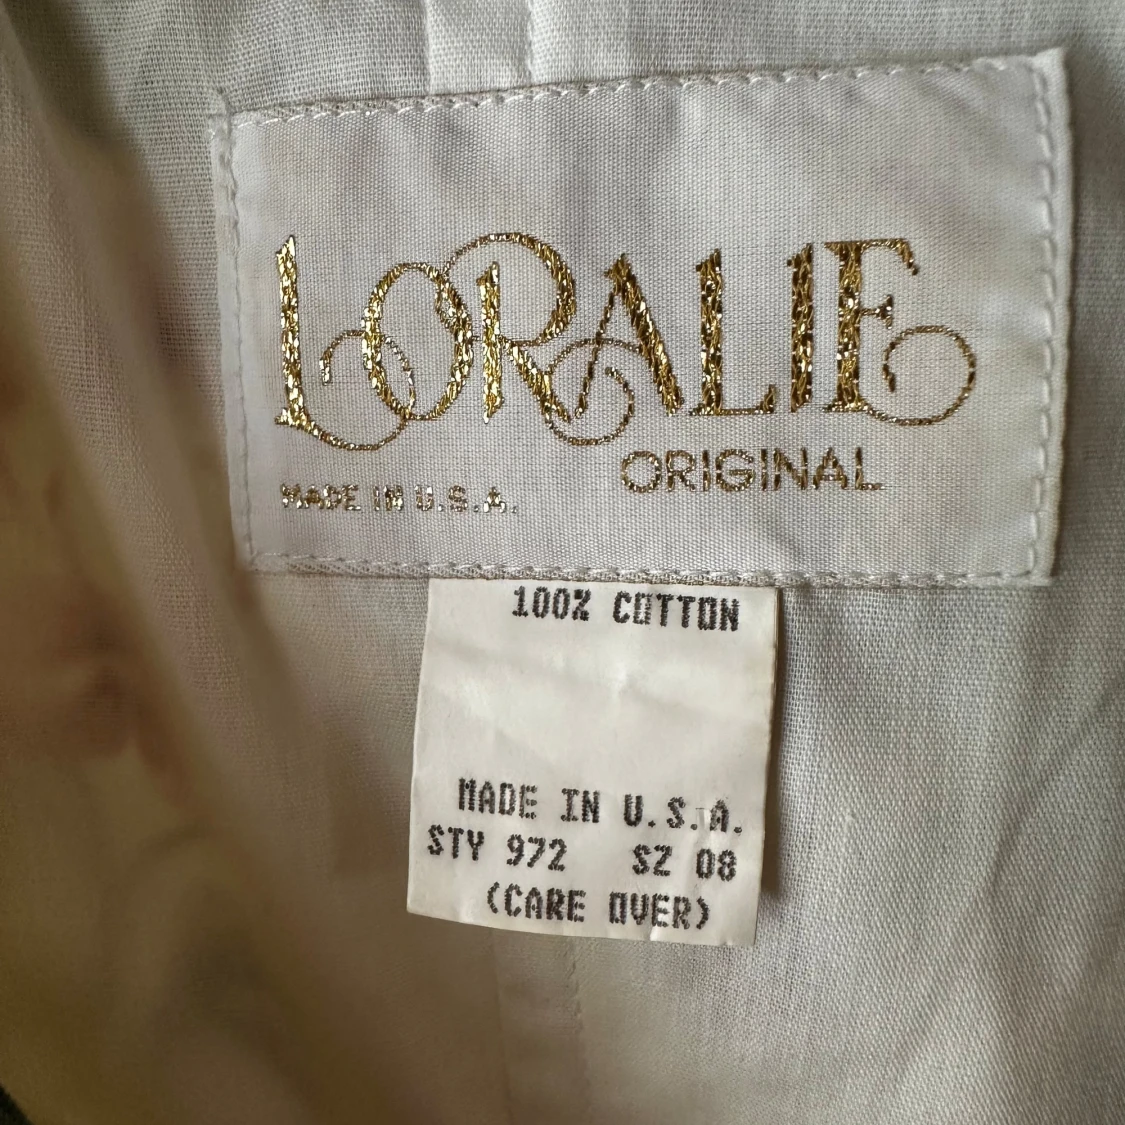 LORALIE
ORIGINAL
MADE IN U.S.A.
100% COTTON
MADE IN U.S.A.
STY 972 SZ 08
(CARE OVER)